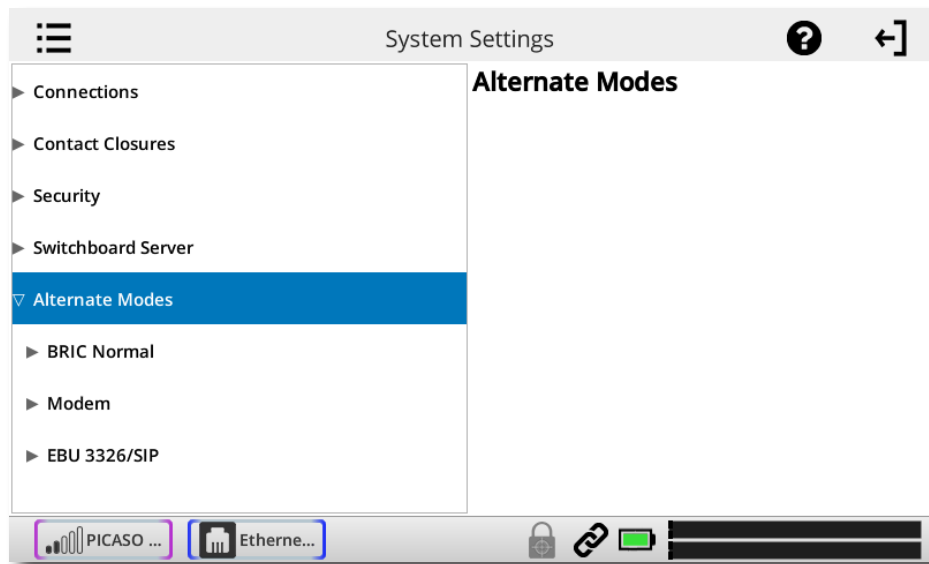 System Settings
?
Connections
Contact Closures
Security
Switchboard Server
Alternate Modes
BRIC Normal
Modem
EBU 3326/SIP
Alternate Modes
PICASO ...
Etherne...